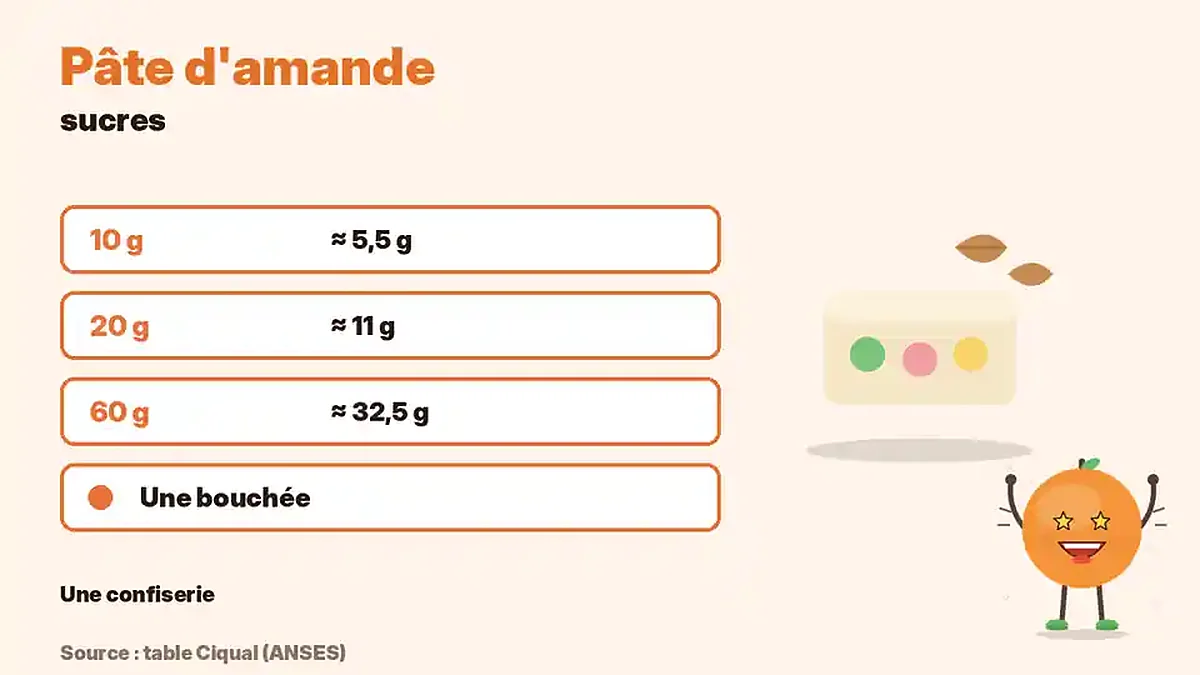 Pâte d'amande
sucres
10 g ≈ 5,5 g
20 g ≈ 11 g
60 g ≈ 32,5 g
Une bouchée
Une confiserie
Source : table Ciqual (ANSES)